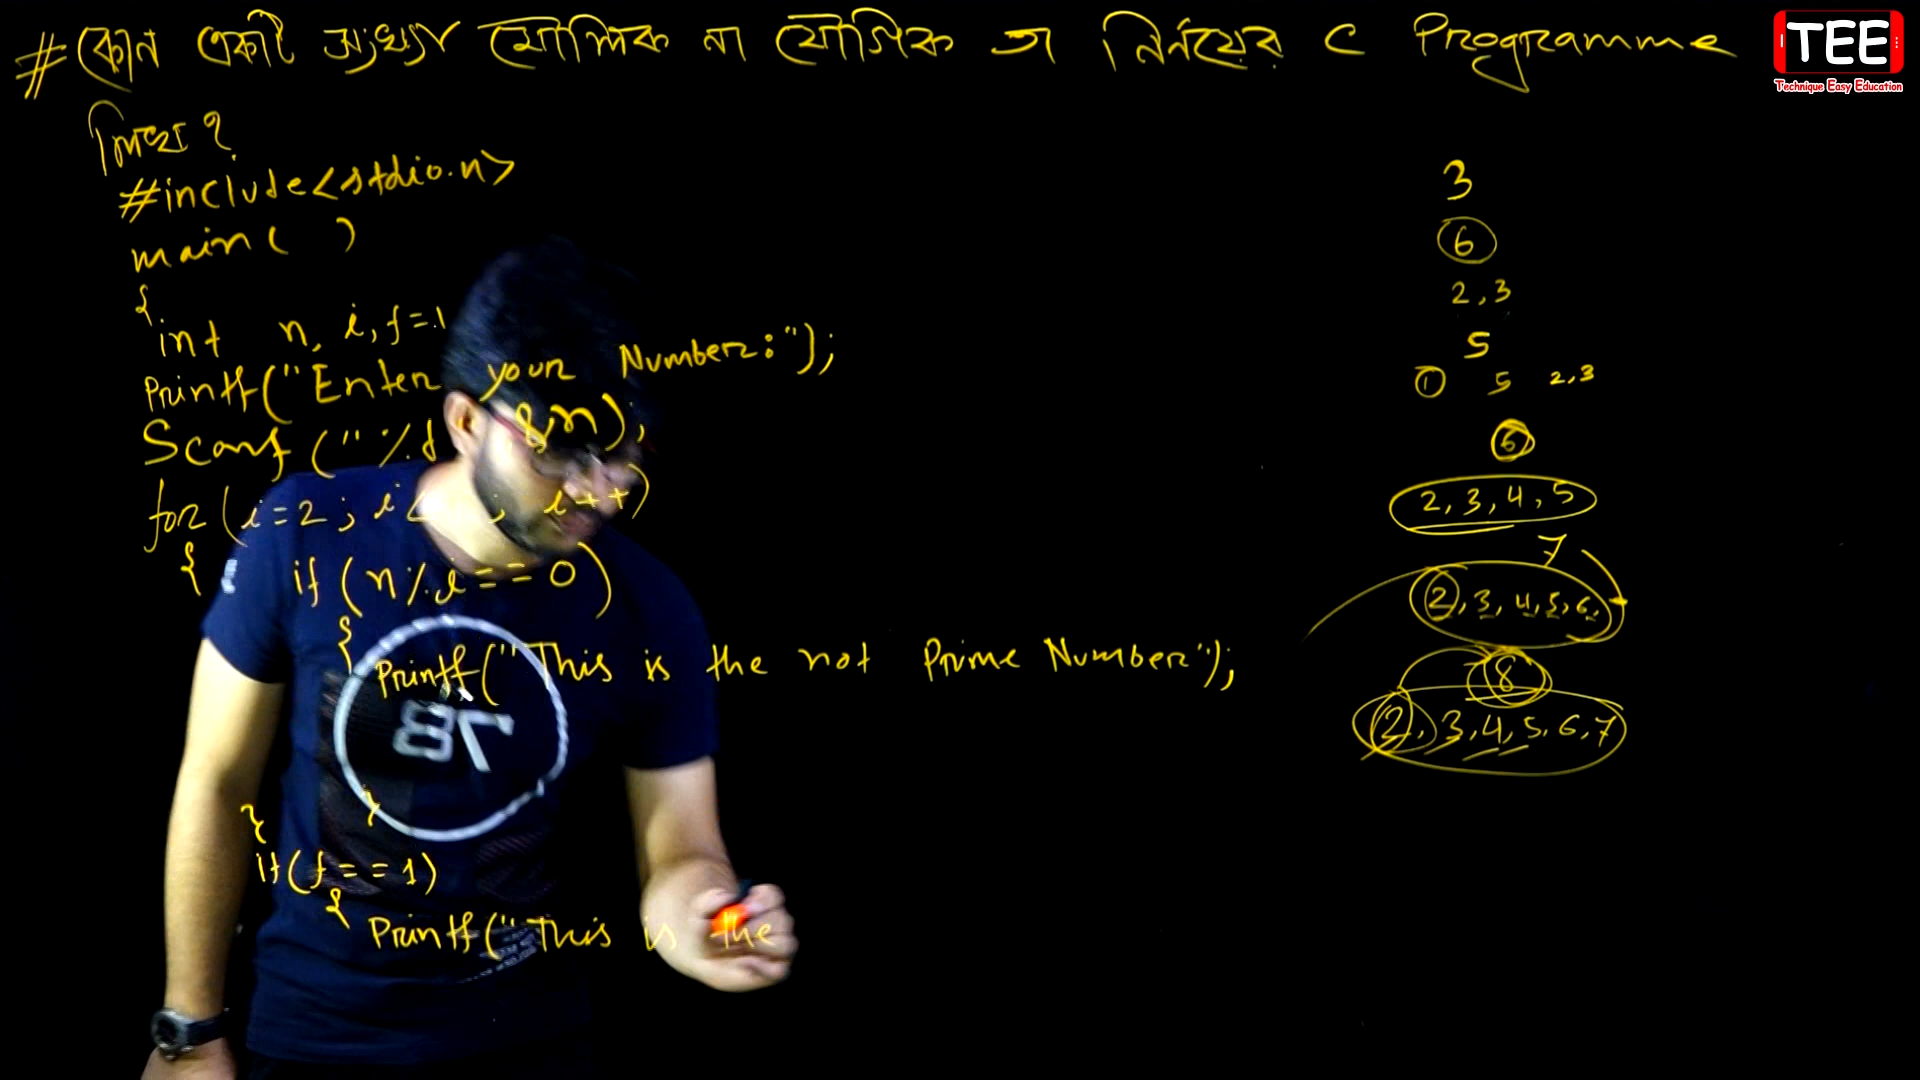 # কোন একটি সংখ্যা মৌলিক না যৌগিক তা নির্ণয়ের C Programme
লিখ?
#include<stdio.h>
main( )
{
int n, i, f=1
Printf("Enter your Number:");
Scanf ("%d &n);
for (i=2; i< ; i++)
{ if (n%i==0)
{
Printf("This is the not Prime Number");
}
}
if(f==1)
{ Printf("This is the
3
6
2,3
5
1 5 2,3
6
2, 3, 4, 5
7
2, 3, 4, 5, 6,
8
2, 3, 4, 5, 6, 7
TEE
Technique Easy Education
78